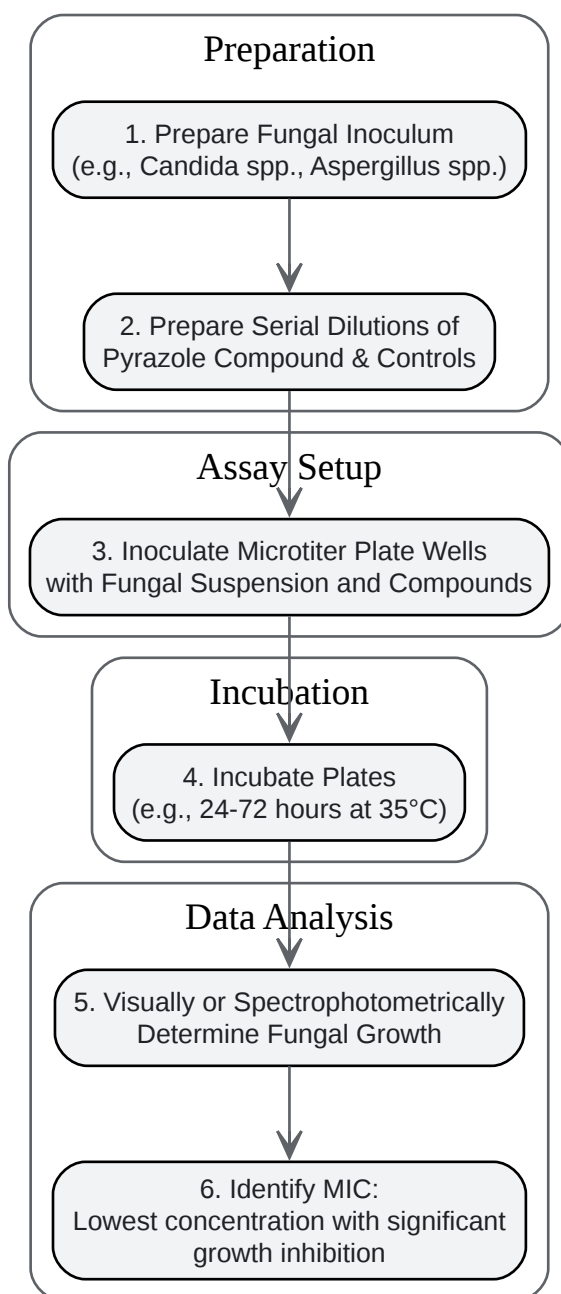 Preparation
1. Prepare Fungal Inoculum
(e.g., Candida spp., Aspergillus spp.)
2. Prepare Serial Dilutions of
Pyrazole Compound & Controls
Assay Setup
3. Inoculate Microtiter Plate Wells
with Fungal Suspension and Compounds
Incubation
4. Incubate Plates
(e.g., 24-72 hours at 35°C)
Data Analysis
5. Visually or Spectrophotometrically
Determine Fungal Growth
6. Identify MIC:
Lowest concentration with significant
growth inhibition